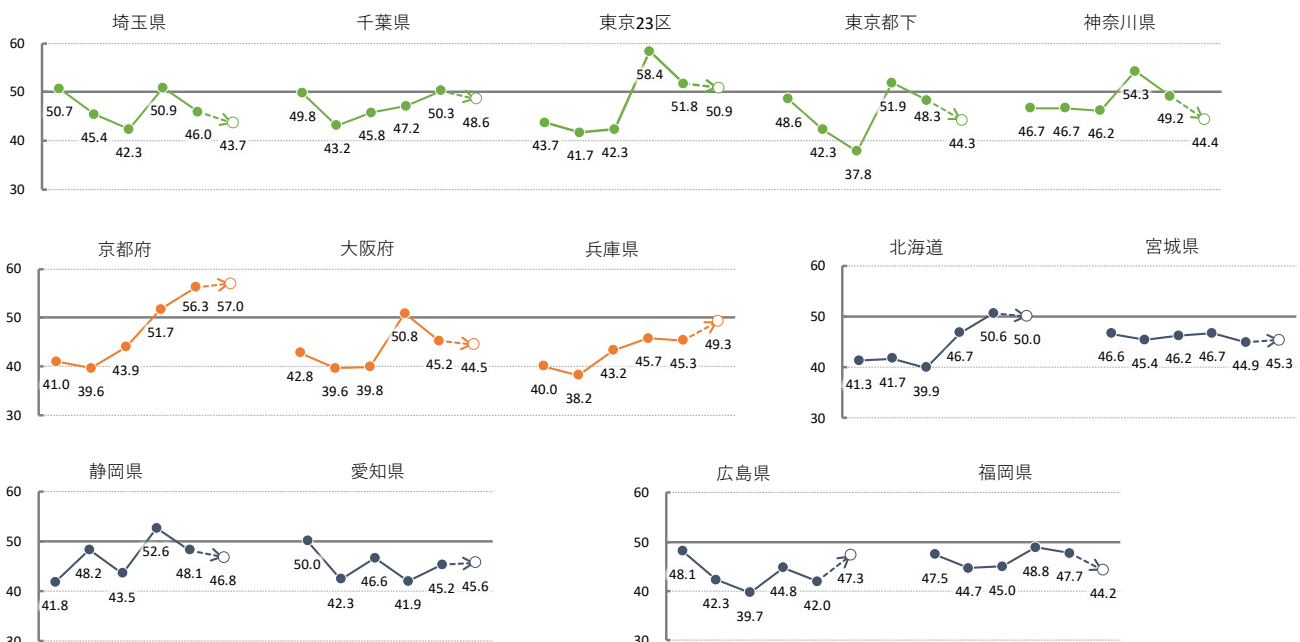 埼玉県 千葉県 東京23区 東京都下 神奈川県
60
50
40
30
50.7 45.4 42.3 50.9 46.0 43.7
49.8 43.2 45.8 47.2 50.3 48.6
43.7 41.7 42.3 58.4 51.8 50.9
48.6 42.3 37.8 51.9 48.3 44.3
46.7 46.7 46.2 54.3 49.2 44.4
京都府 大阪府 兵庫県
60
50
40
30
41.0 39.6 43.9 51.7 56.3 57.0
42.8 39.6 39.8 50.8 45.2 44.5
40.0 38.2 43.2 45.7 45.3 49.3
北海道 宮城県
60
50
40
30
41.3 41.7 39.9 46.7 50.6 50.0
46.6 45.4 46.2 46.7 44.9 45.3
静岡県 愛知県
60
50
40
30
41.8 48.2 43.5 52.6 48.1 46.8
50.0 42.3 46.6 41.9 45.2 45.6
広島県 福岡県
60
50
40
30
48.1 42.3 39.7 44.8 42.0 47.3
47.5 44.7 45.0 48.8 47.7 44.2